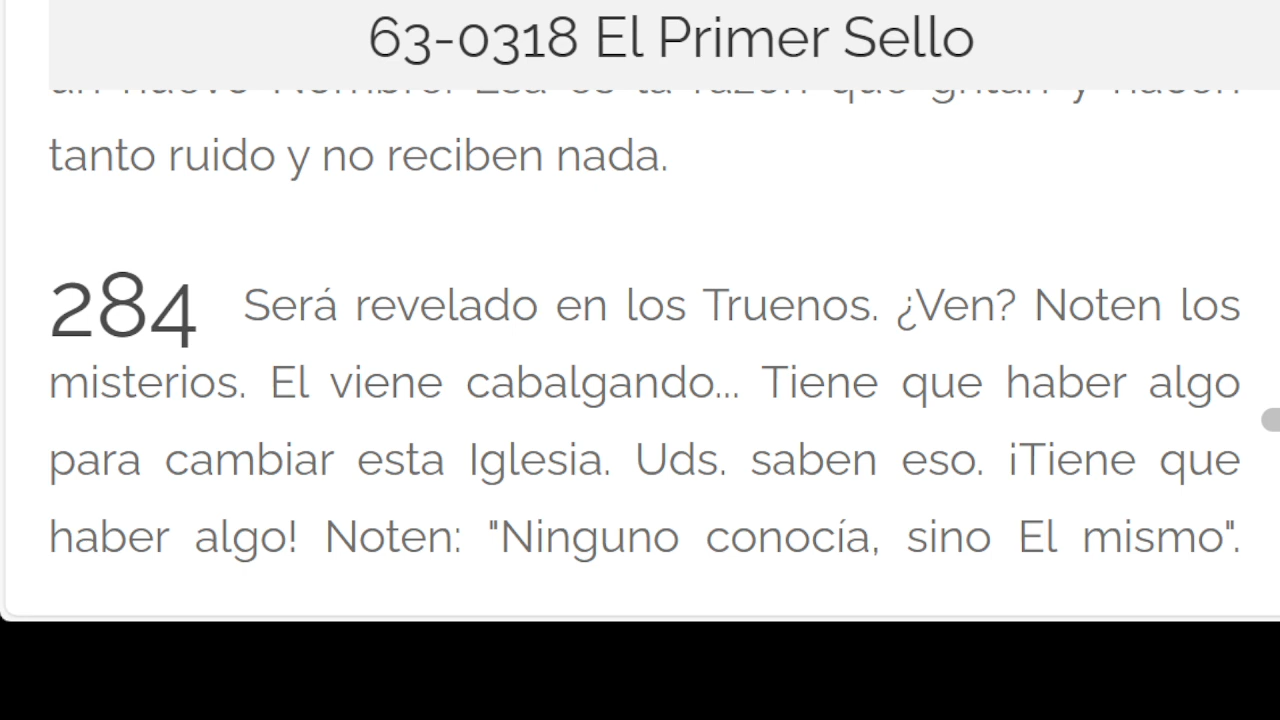 63-0318 El Primer Sello
tanto ruido y no reciben nada.
284 Será revelado en los Truenos. ¿Ven? Noten los
misterios. El viene cabalgando... Tiene que haber algo
para cambiar esta Iglesia. Uds. saben eso. ¡Tiene que
haber algo! Noten: "Ninguno conocía, sino El mismo".